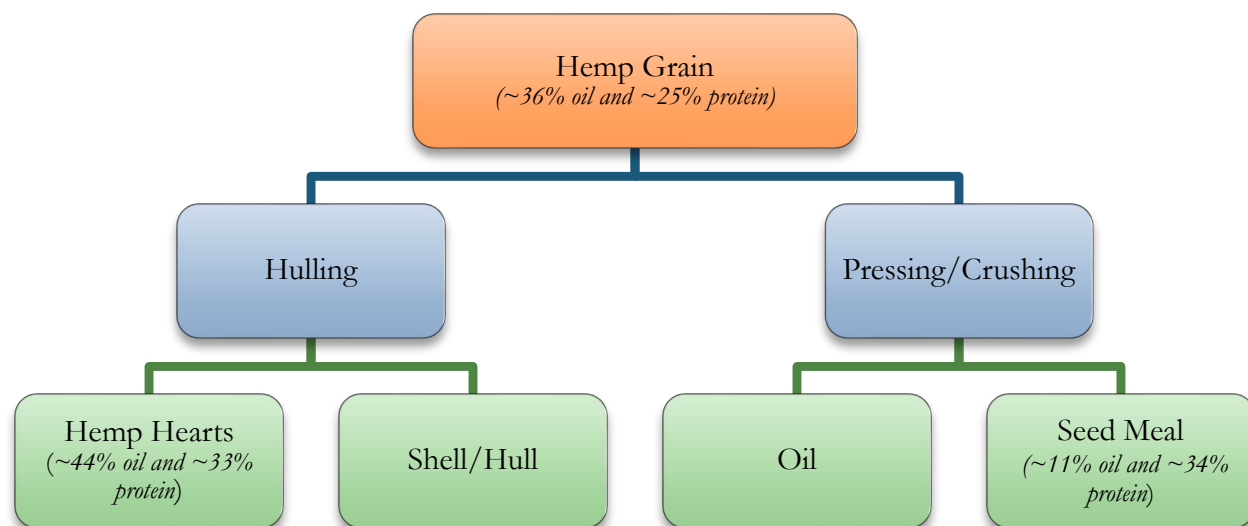 Hemp Grain
(~36% oil and ~25% protein)
Hulling
Pressing/Crushing
Hemp Hearts
(~44% oil and ~33%
protein)
Shell/Hull
Oil
Seed Meal
(~11% oil and ~34%
protein)